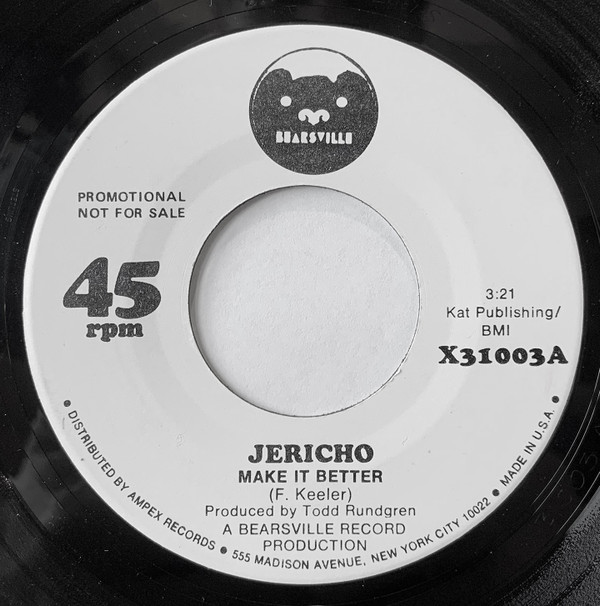 BEARSVILLE
PROMOTIONAL
NOT FOR SALE
45
rpm
3:21
Kat Publishing/
BMI
X31003A
JERICHO
MAKE IT BETTER
(F. Keeler)
Produced by Todd Rundgren
A BEARSVILLE RECORD
PRODUCTION
● DISTRIBUTED BY AMPEX RECORDS ● 555 MADISON AVENUE, NEW YORK CITY 10022 ● MADE IN U.S.A. ●